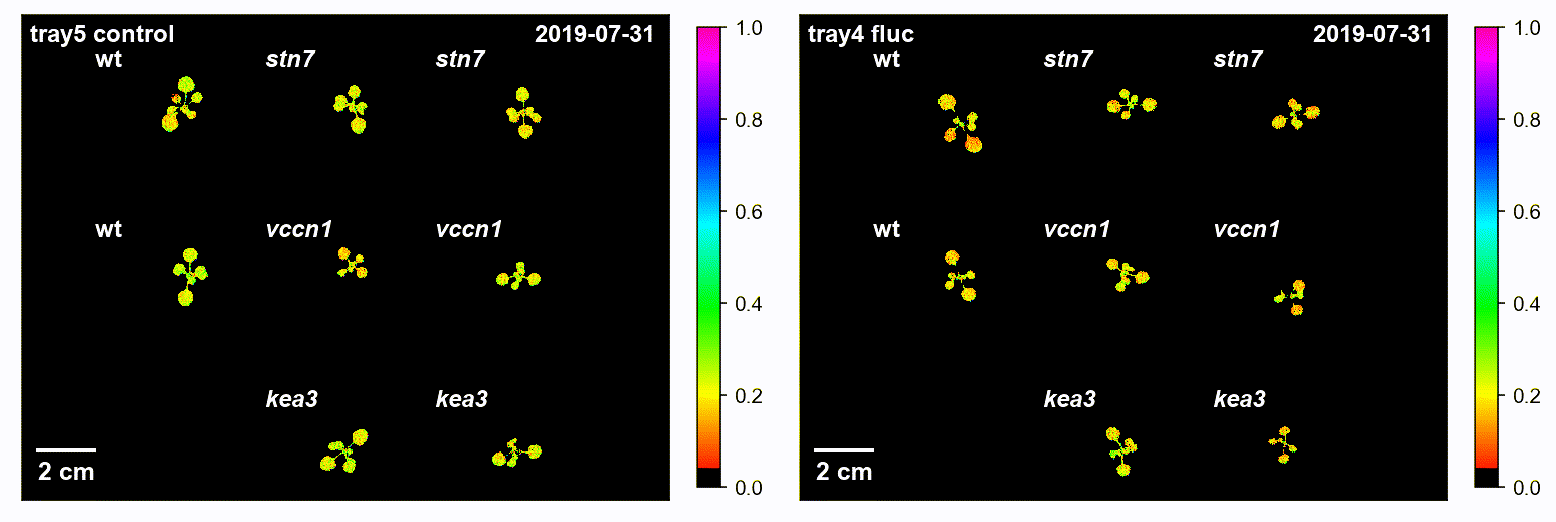 tray5 control 2019-07-31
wt stn7 stn7
wt vccn1 vccn1
kea3 kea3
2 cm
1.0
0.8
0.6
0.4
0.2
0.0
tray4 fluc 2019-07-31
wt stn7 stn7
wt vccn1 vccn1
kea3 kea3
2 cm
1.0
0.8
0.6
0.4
0.2
0.0